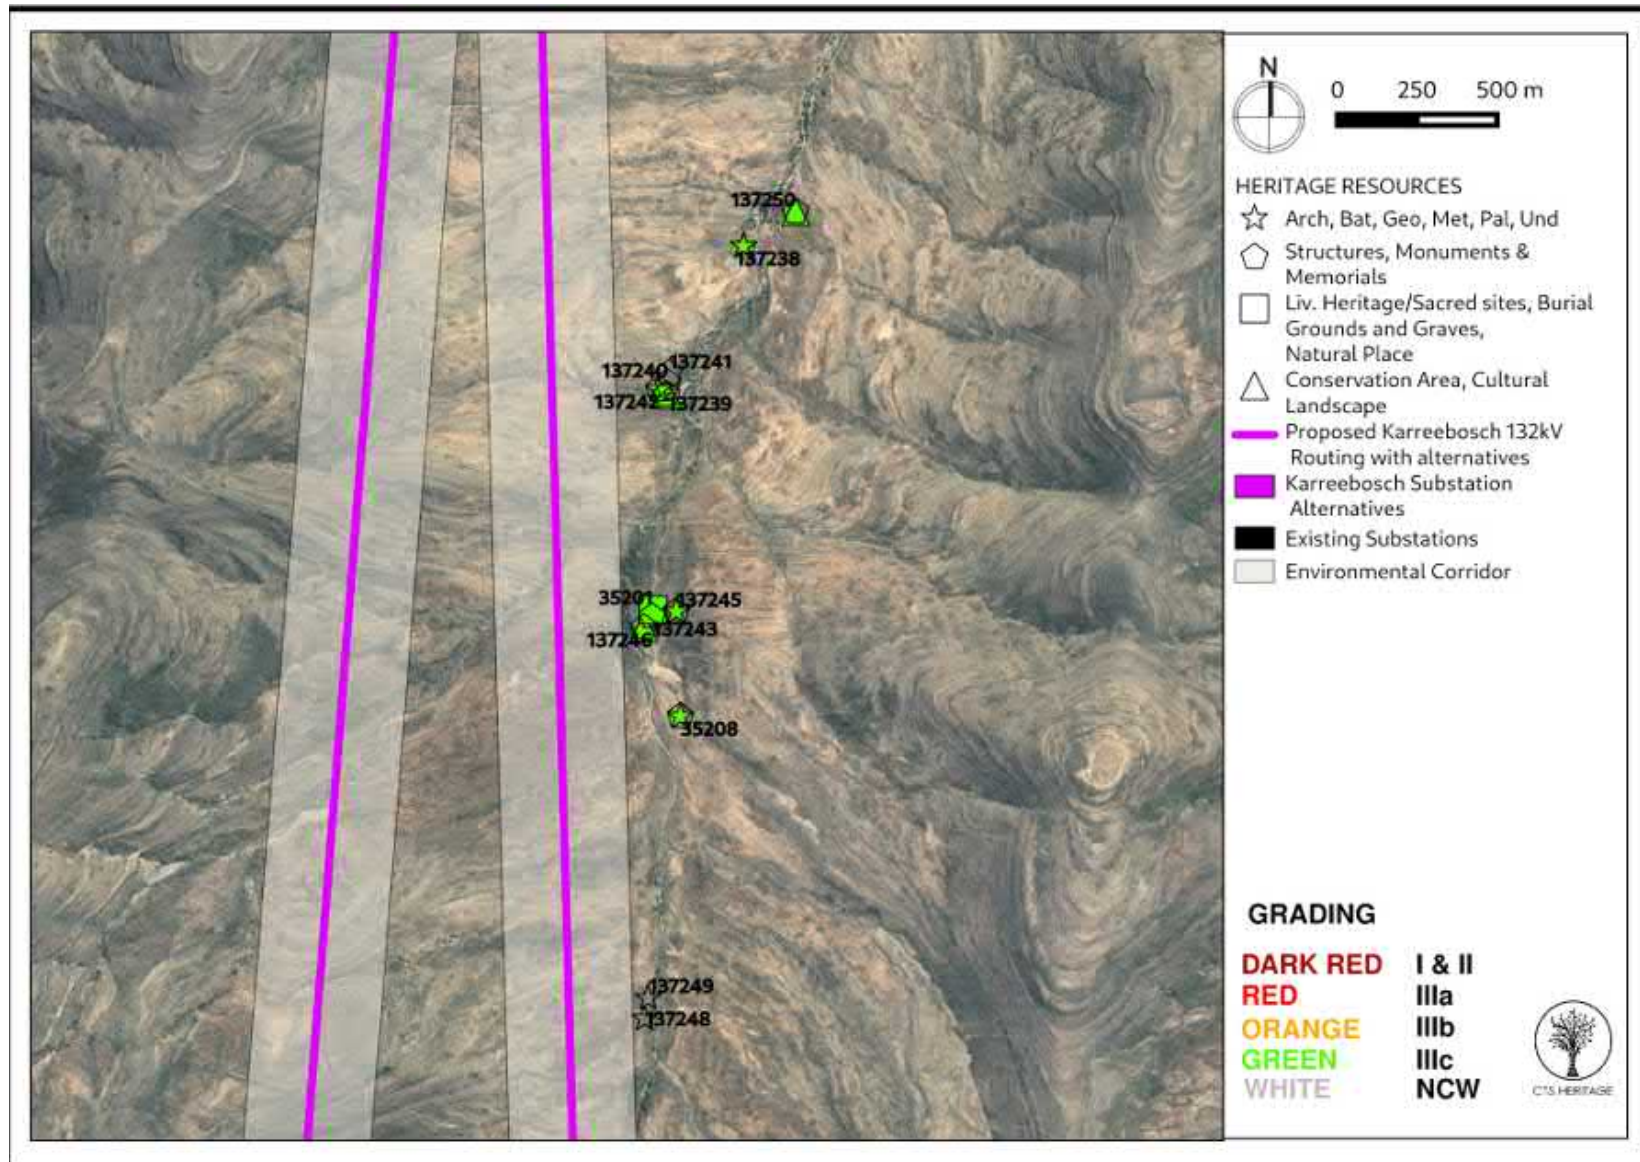 137250
137238
137241
137240
137242 137239
35201 137245
137243
137246
35208
137249
137248
N
0 250 500 m
HERITAGE RESOURCES
Arch, Bat, Geo, Met, Pal, Und
Structures, Monuments &
Memorials
Liv. Heritage/Sacred sites, Burial
Grounds and Graves,
Natural Place
Conservation Area, Cultural
Landscape
Proposed Karreebosch 132kV
Routing with alternatives
Karreebosch Substation
Alternatives
Existing Substations
Environmental Corridor
GRADING
DARK RED I & II
RED IIIa
ORANGE IIIb
GREEN IIIc
WHITE NCW
CTS HERITAGE